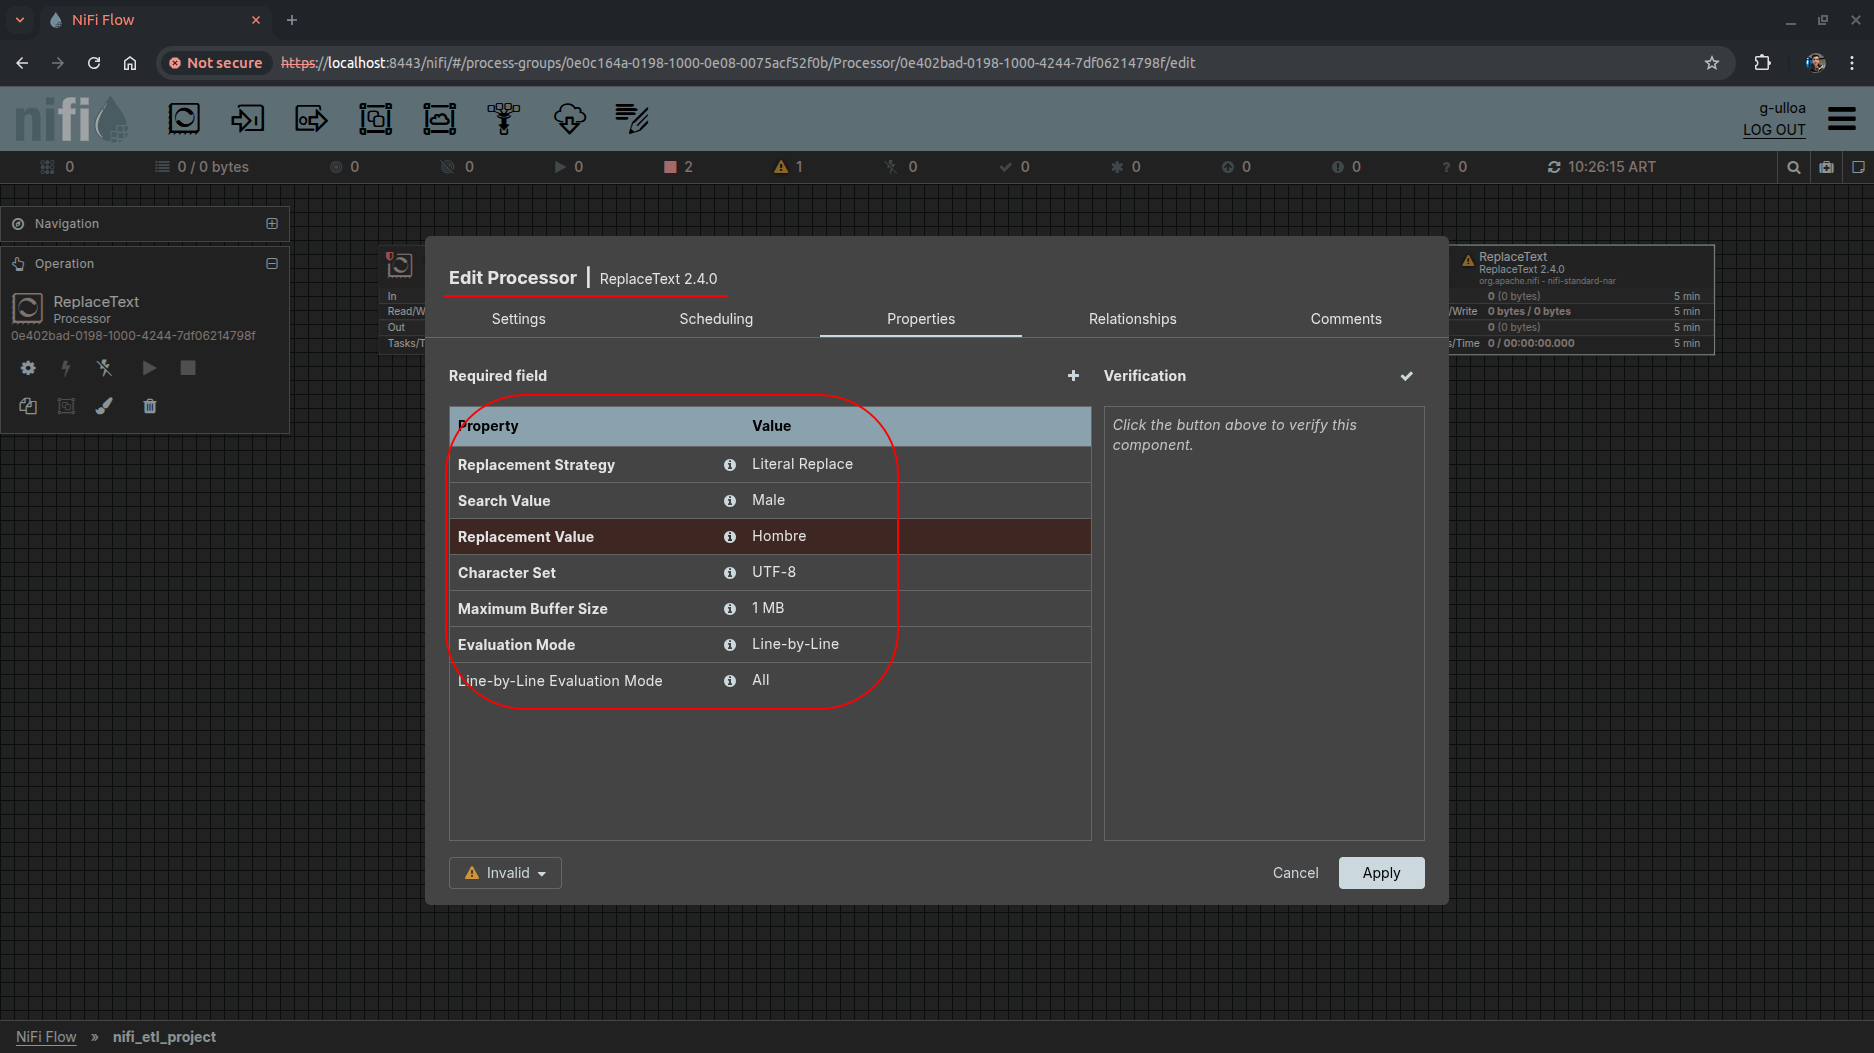 NiFi Flow
Not secure
https://localhost:8443/nifi/#/process-groups/0e0c164a-0198-1000-0e08-0075acf52f0b/Processor/0e402bad-0198-1000-4244-7df06214798f/edit
nifi
g-ulloa
LOG OUT
0
0 / 0 bytes
0
0
0
2
1
0
0
0
0
0
? 0
10:26:15 ART
Navigation
Operation
ReplaceText
Processor
0e402bad-0198-1000-4244-7df06214798f
In
Read/W
Out
Tasks/T
ReplaceText
ReplaceText 2.4.0
org.apache.nifi - nifi-standard-nar
0 (0 bytes) 5 min
/Write 0 bytes / 0 bytes 5 min
0 (0 bytes) 5 min
s/Time 0 / 00:00:00.000 5 min
Edit Processor | ReplaceText 2.4.0
Settings Scheduling Properties Relationships Comments
Required field
Property Value
Replacement Strategy Literal Replace
Search Value Male
Replacement Value Hombre
Character Set UTF-8
Maximum Buffer Size 1 MB
Evaluation Mode Line-by-Line
Line-by-Line Evaluation Mode All
Verification
Click the button above to verify this
component.
Invalid
Cancel Apply
NiFi Flow » nifi_etl_project